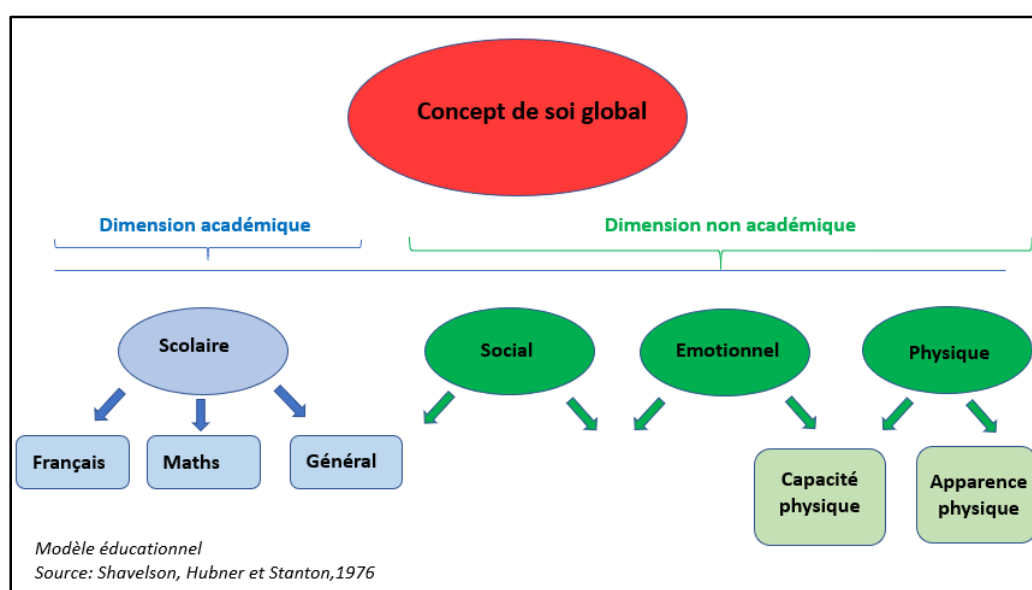 Concept de soi global
Dimension académique
Dimension non académique
Scolaire
Social
Emotionnel
Physique
Français
Maths
Général
Capacité
physique
Apparence
physique
Modèle éducationnel
Source: Shavelson, Hubner et Stanton,1976